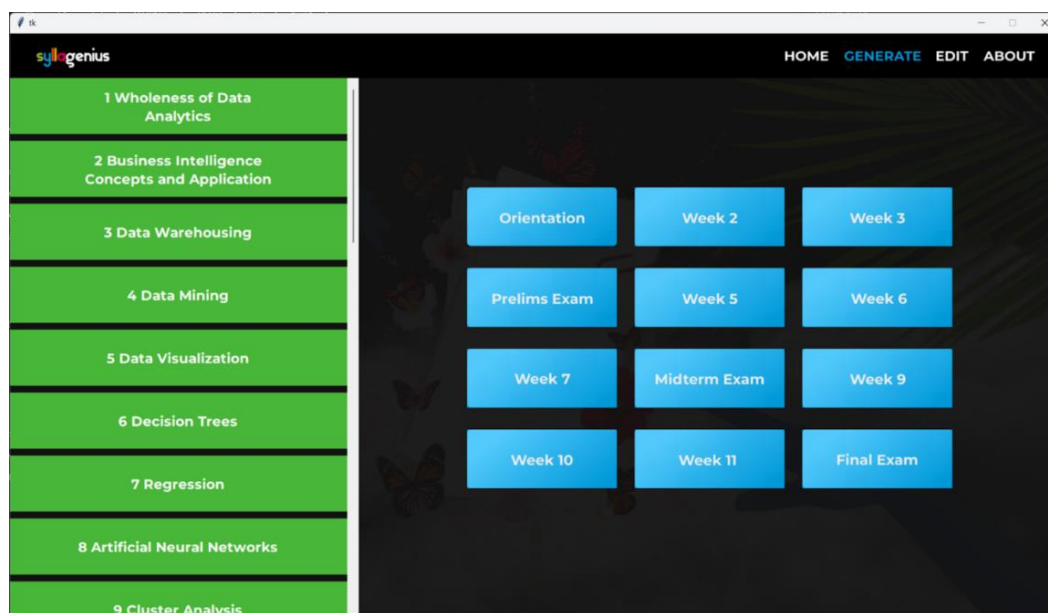 tk
syllogenius
HOME GENERATE EDIT ABOUT
1 Wholeness of Data
Analytics
2 Business Intelligence
Concepts and Application
3 Data Warehousing
4 Data Mining
5 Data Visualization
6 Decision Trees
7 Regression
8 Artificial Neural Networks
9 Cluster Analysis
Orientation
Week 2
Week 3
Prelims Exam
Week 5
Week 6
Week 7
Midterm Exam
Week 9
Week 10
Week 11
Final Exam